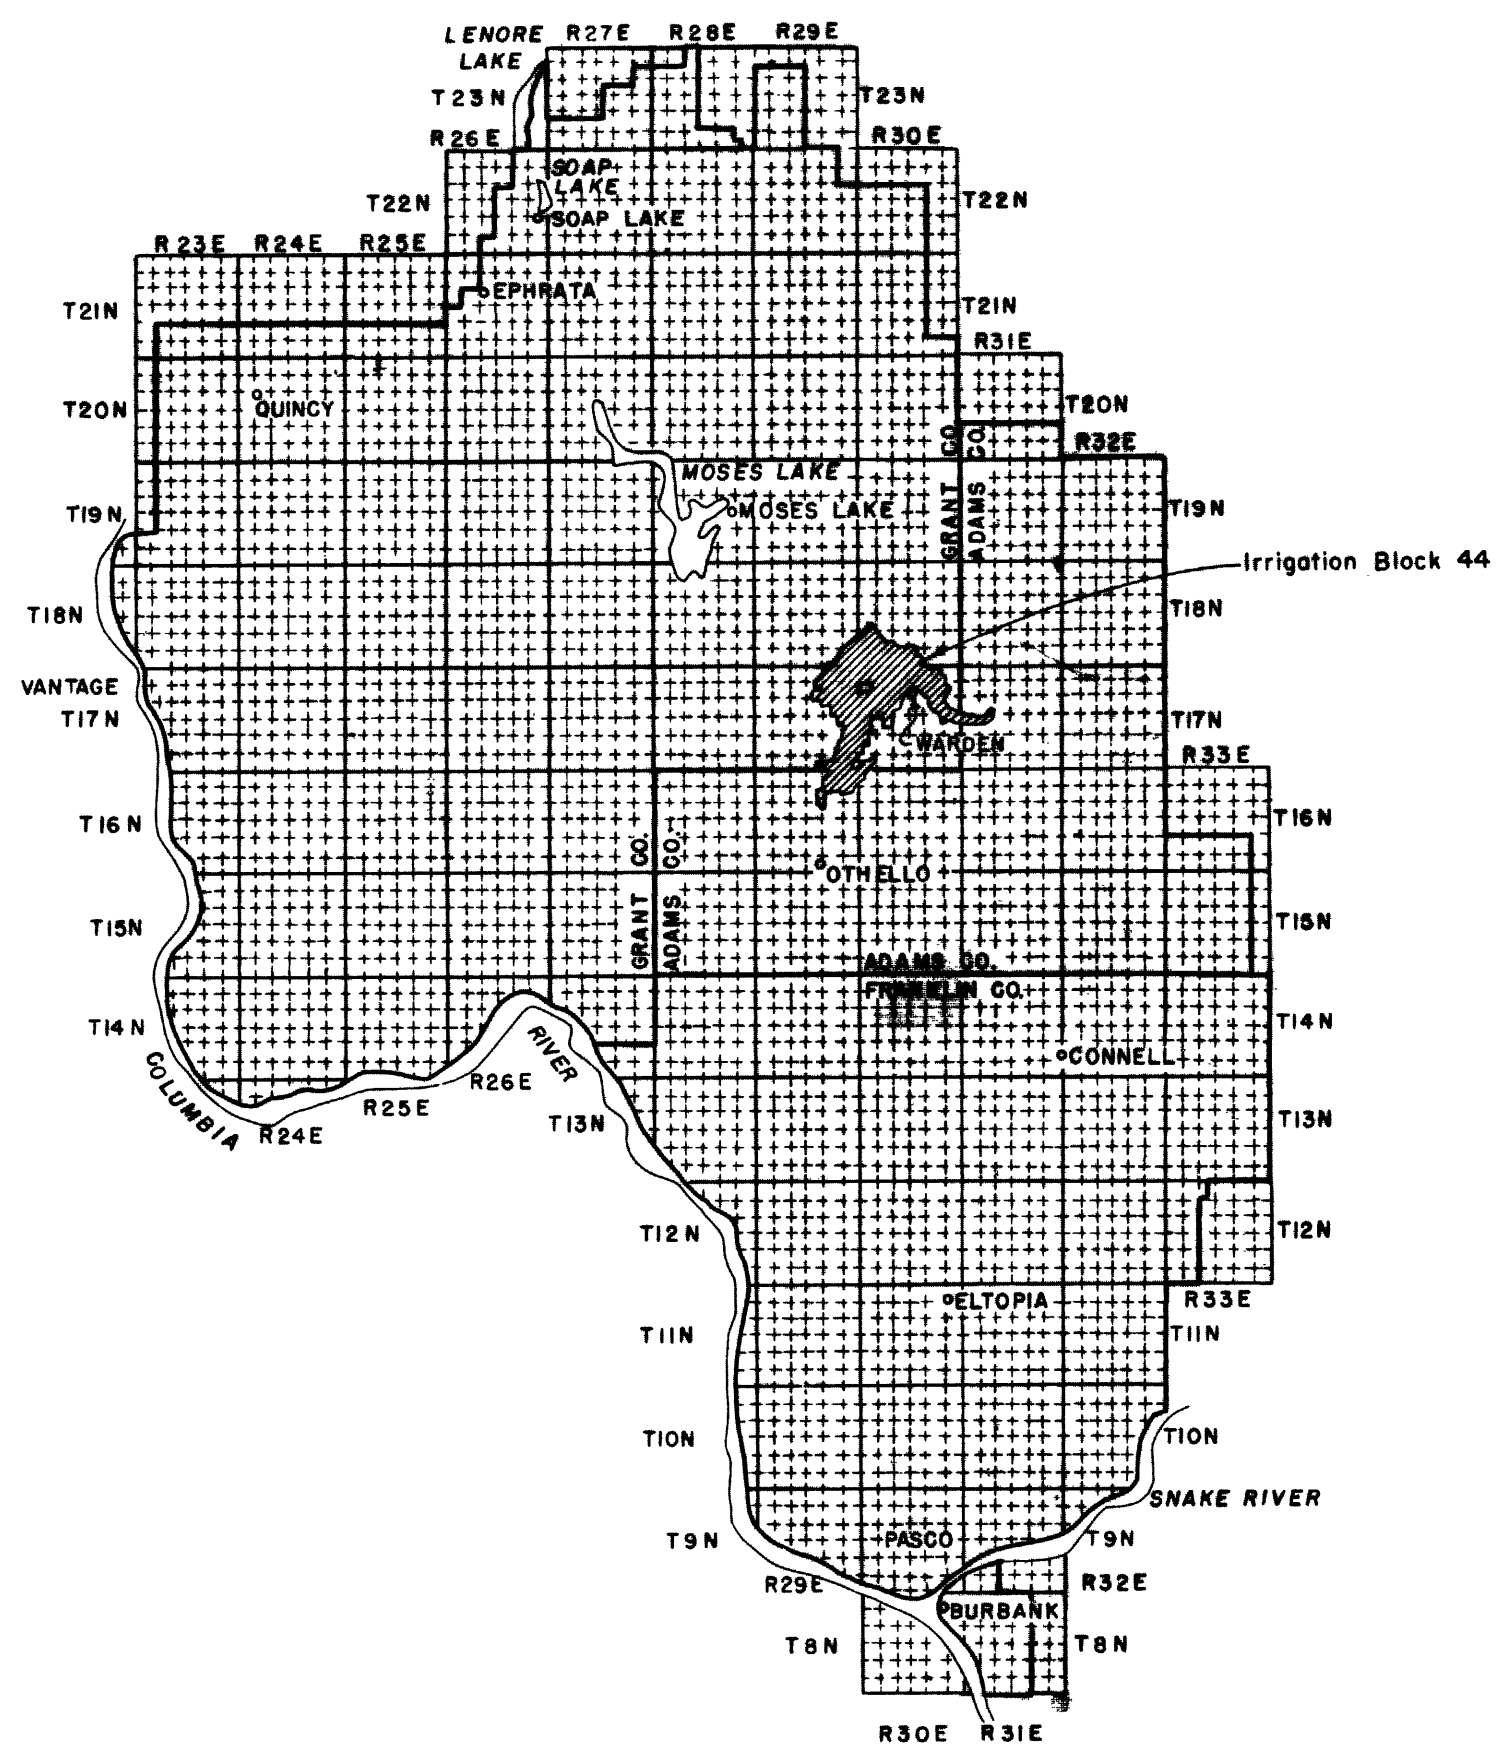 LENORE
LAKE
R27E R28E R29E
T23N T23N
R26E R30E
SOAP
LAKE
T22N T22N
SOAP LAKE
R23E R24E R25E
EPHRATA
T21N T21N
R31E
T20N QUINCY T20N
GRANT CO.
ADAMS CO.
R32E
MOSES LAKE
T19N MOSES LAKE T19N
Irrigation Block 44
T18N T18N
VANTAGE
T17N T17N
WARDEN
R33E
T16N T16N
GRANT CO.
ADAMS CO.
OTHELLO
T15N T15N
ADAMS CO.
FRANKLIN CO.
T14N T14N
COLUMBIA
RIVER
CONNELL
R26E
R25E
R24E
T13N T13N
T12N T12N
ELTOPIA R33E
T11N T11N
T10N T10N
SNAKE RIVER
T9N PASCO T9N
R29E R32E
BURBANK
T8N T8N
R30E R31E